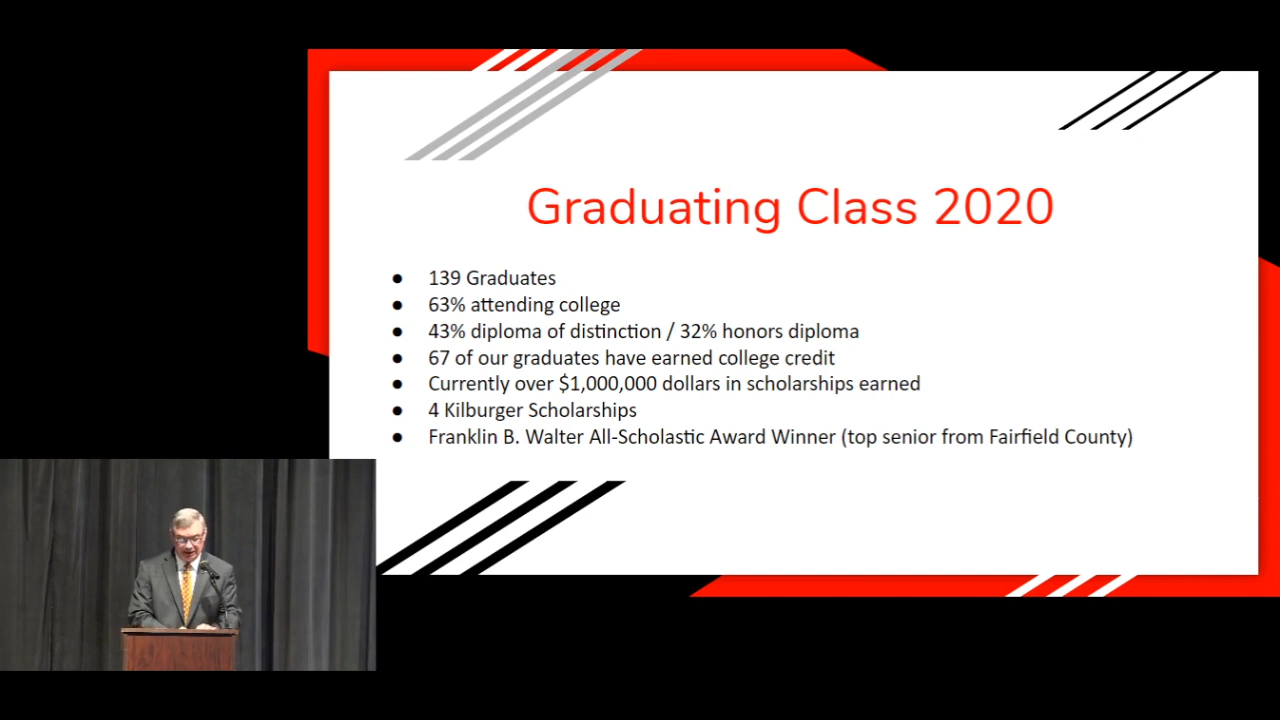 Graduating Class 2020
● 139 Graduates
● 63% attending college
● 43% diploma of distinction / 32% honors diploma
● 67 of our graduates have earned college credit
● Currently over $1,000,000 dollars in scholarships earned
● 4 Kilburger Scholarships
● Franklin B. Walter All-Scholastic Award Winner (top senior from Fairfield County)